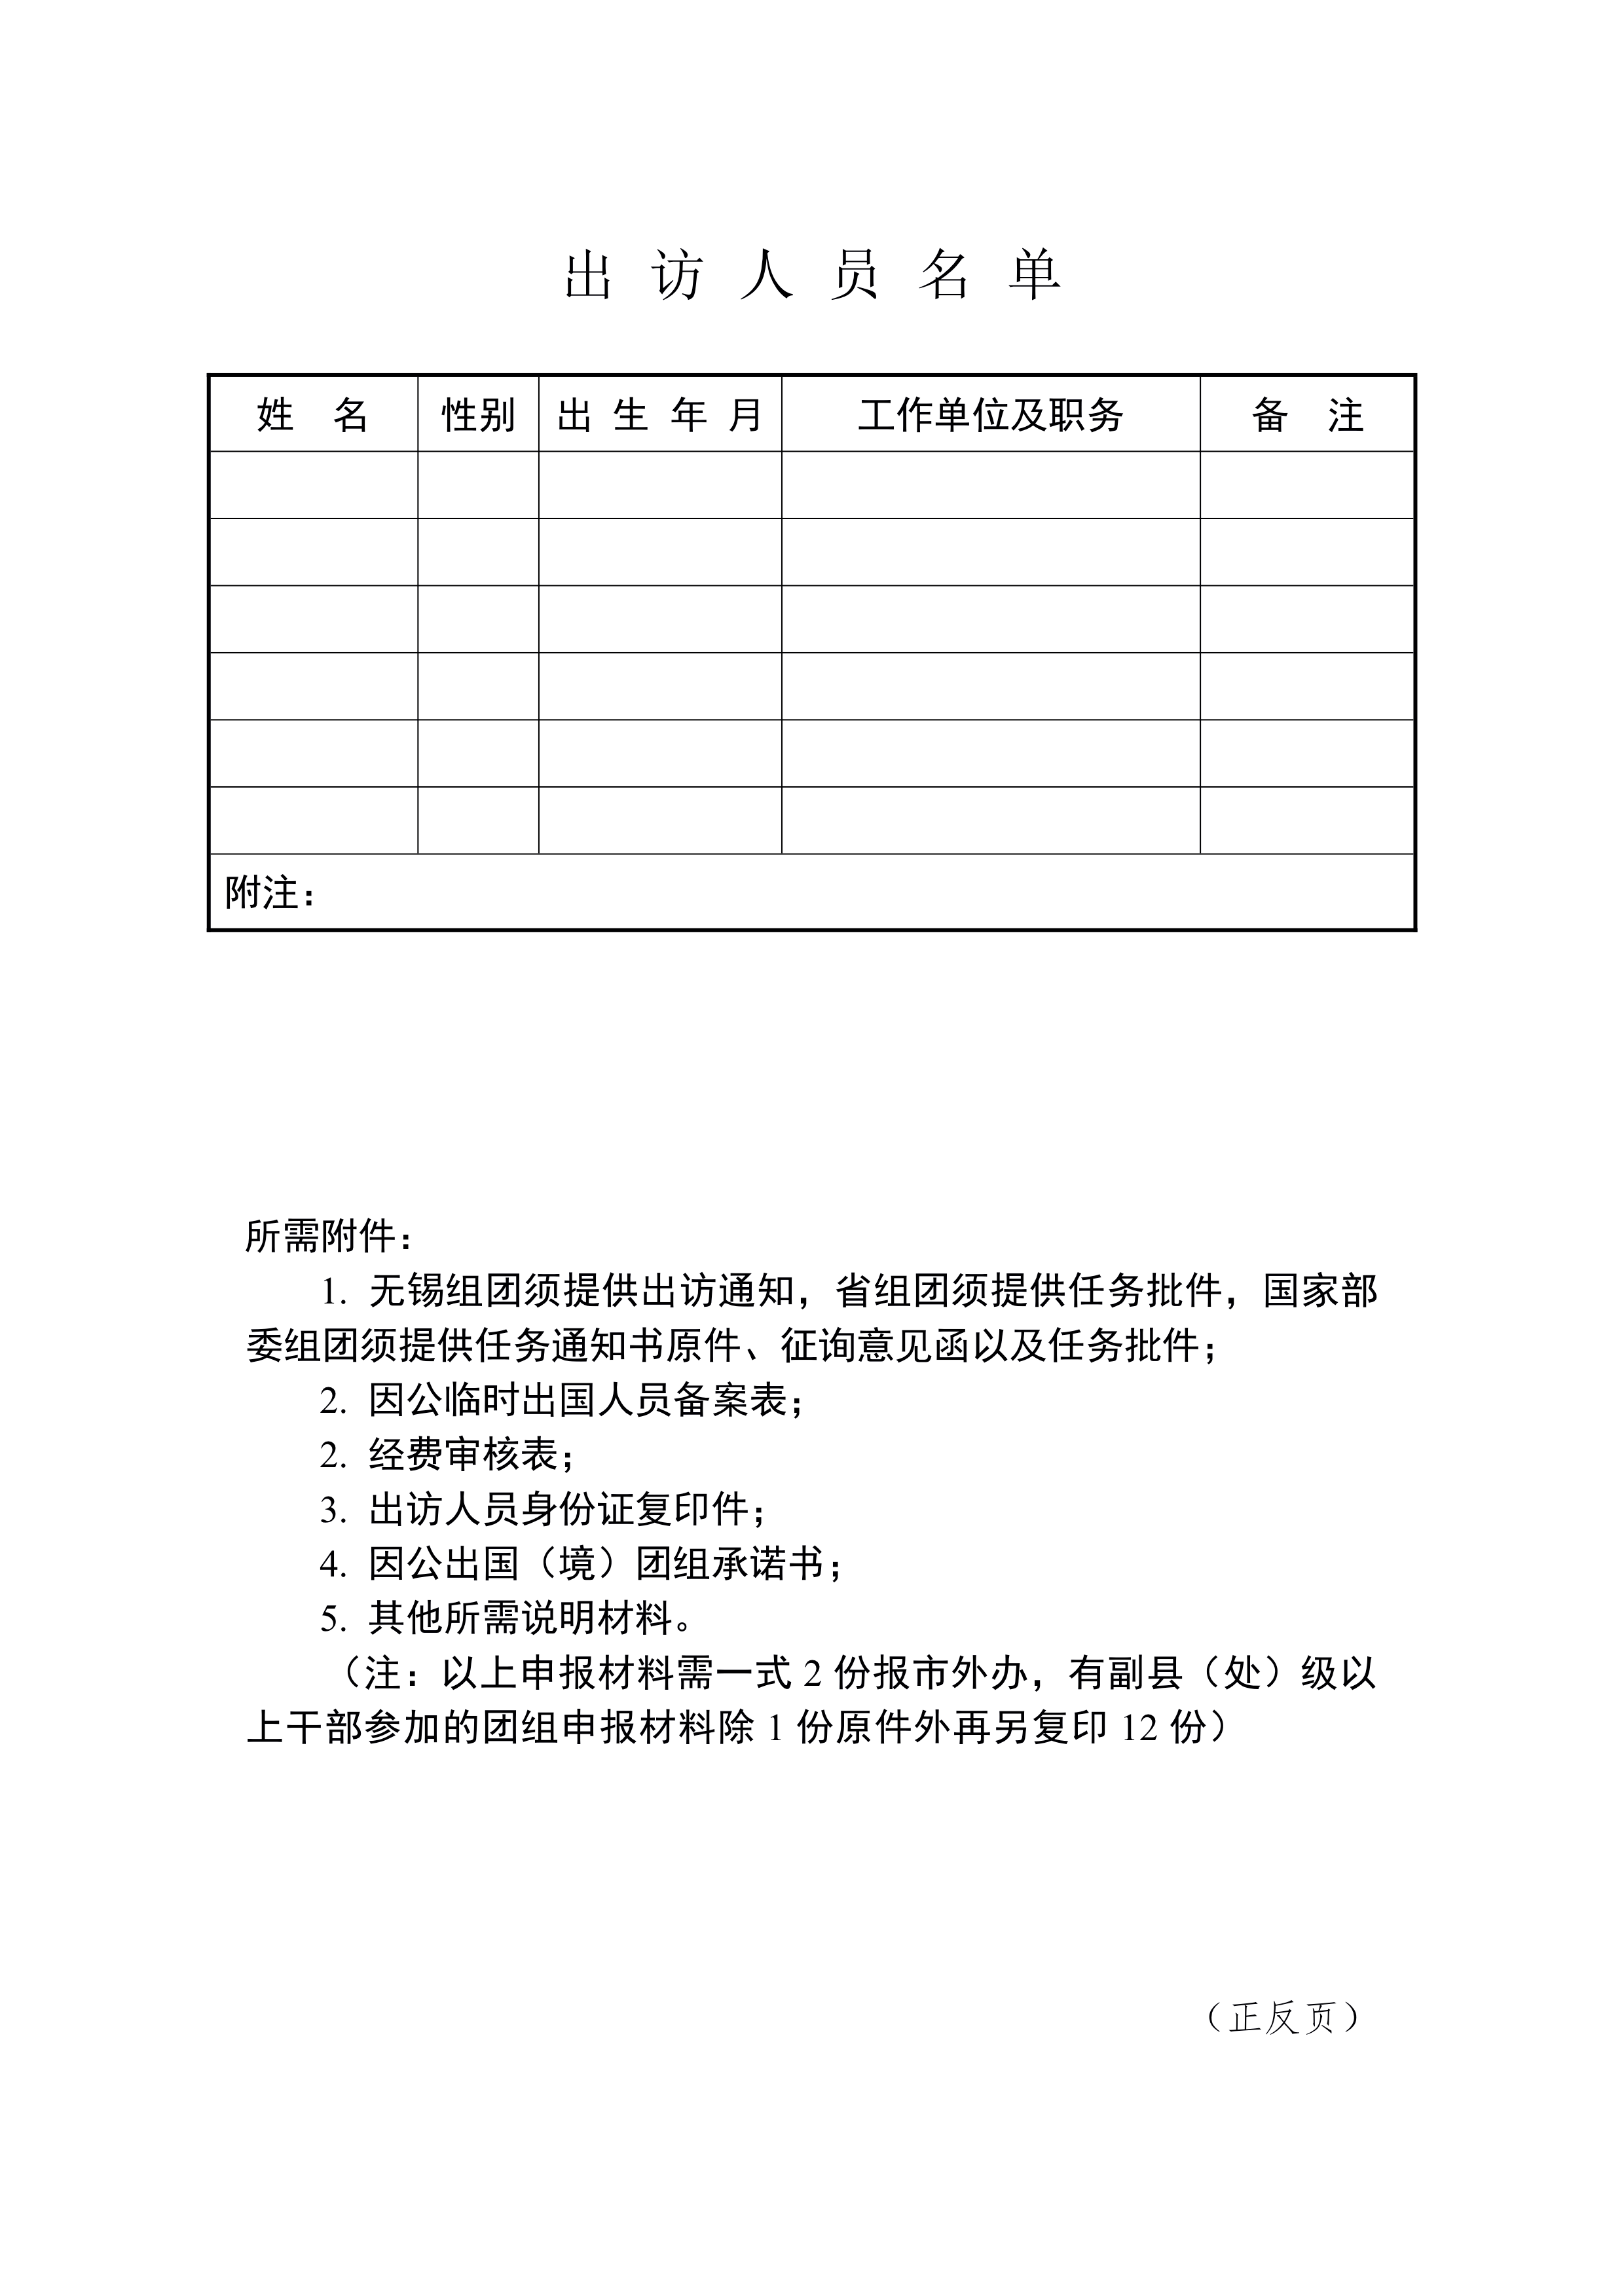 出 访 人 员 名 单
姓 名 性别 出 生 年 月 工作单位及职务 备 注
附注：
所需附件：
1. 无锡组团须提供出访通知，省组团须提供任务批件，国家部
委组团须提供任务通知书原件、征询意见函以及任务批件；
2. 因公临时出国人员备案表；
2. 经费审核表；
3. 出访人员身份证复印件；
4. 因公出国（境）团组承诺书；
5. 其他所需说明材料。
（注：以上申报材料需一式 2 份报市外办，有副县（处）级以
上干部参加的团组申报材料除 1 份原件外再另复印 12 份）
（正反页）